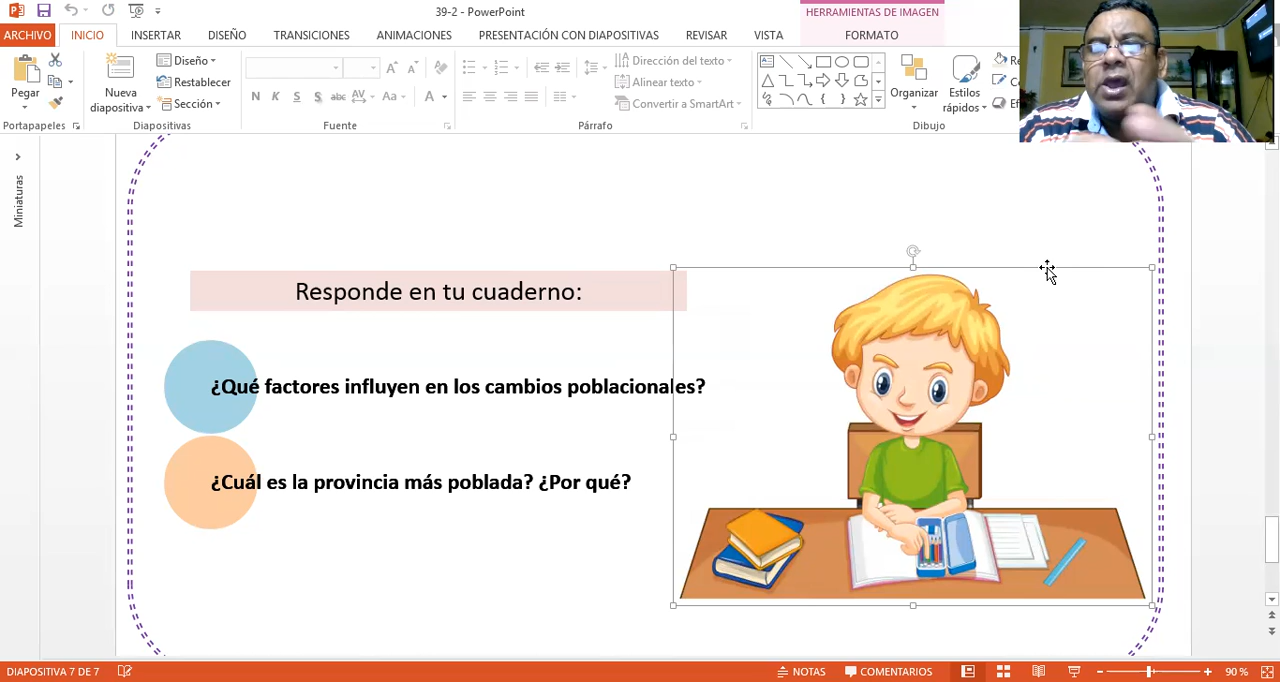 39-2 - PowerPoint
HERRAMIENTAS DE IMAGEN
ARCHIVO INICIO INSERTAR DISEÑO TRANSICIONES ANIMACIONES PRESENTACIÓN CON DIAPOSITIVAS REVISAR VISTA FORMATO
Pegar
Nueva diapositiva
Diseño
Restablecer
Sección
N K S S abc AV Aa A
Dirección del texto
Alinear texto
Convertir a SmartArt
Organizar
Estilos rápidos
Portapapeles Diapositivas Fuente Párrafo Dibujo
Miniaturas
Responde en tu cuaderno:
¿Qué factores influyen en los cambios poblacionales?
¿Cuál es la provincia más poblada? ¿Por qué?
DIAPOSITIVA 7 DE 7 NOTAS COMENTARIOS 90 %